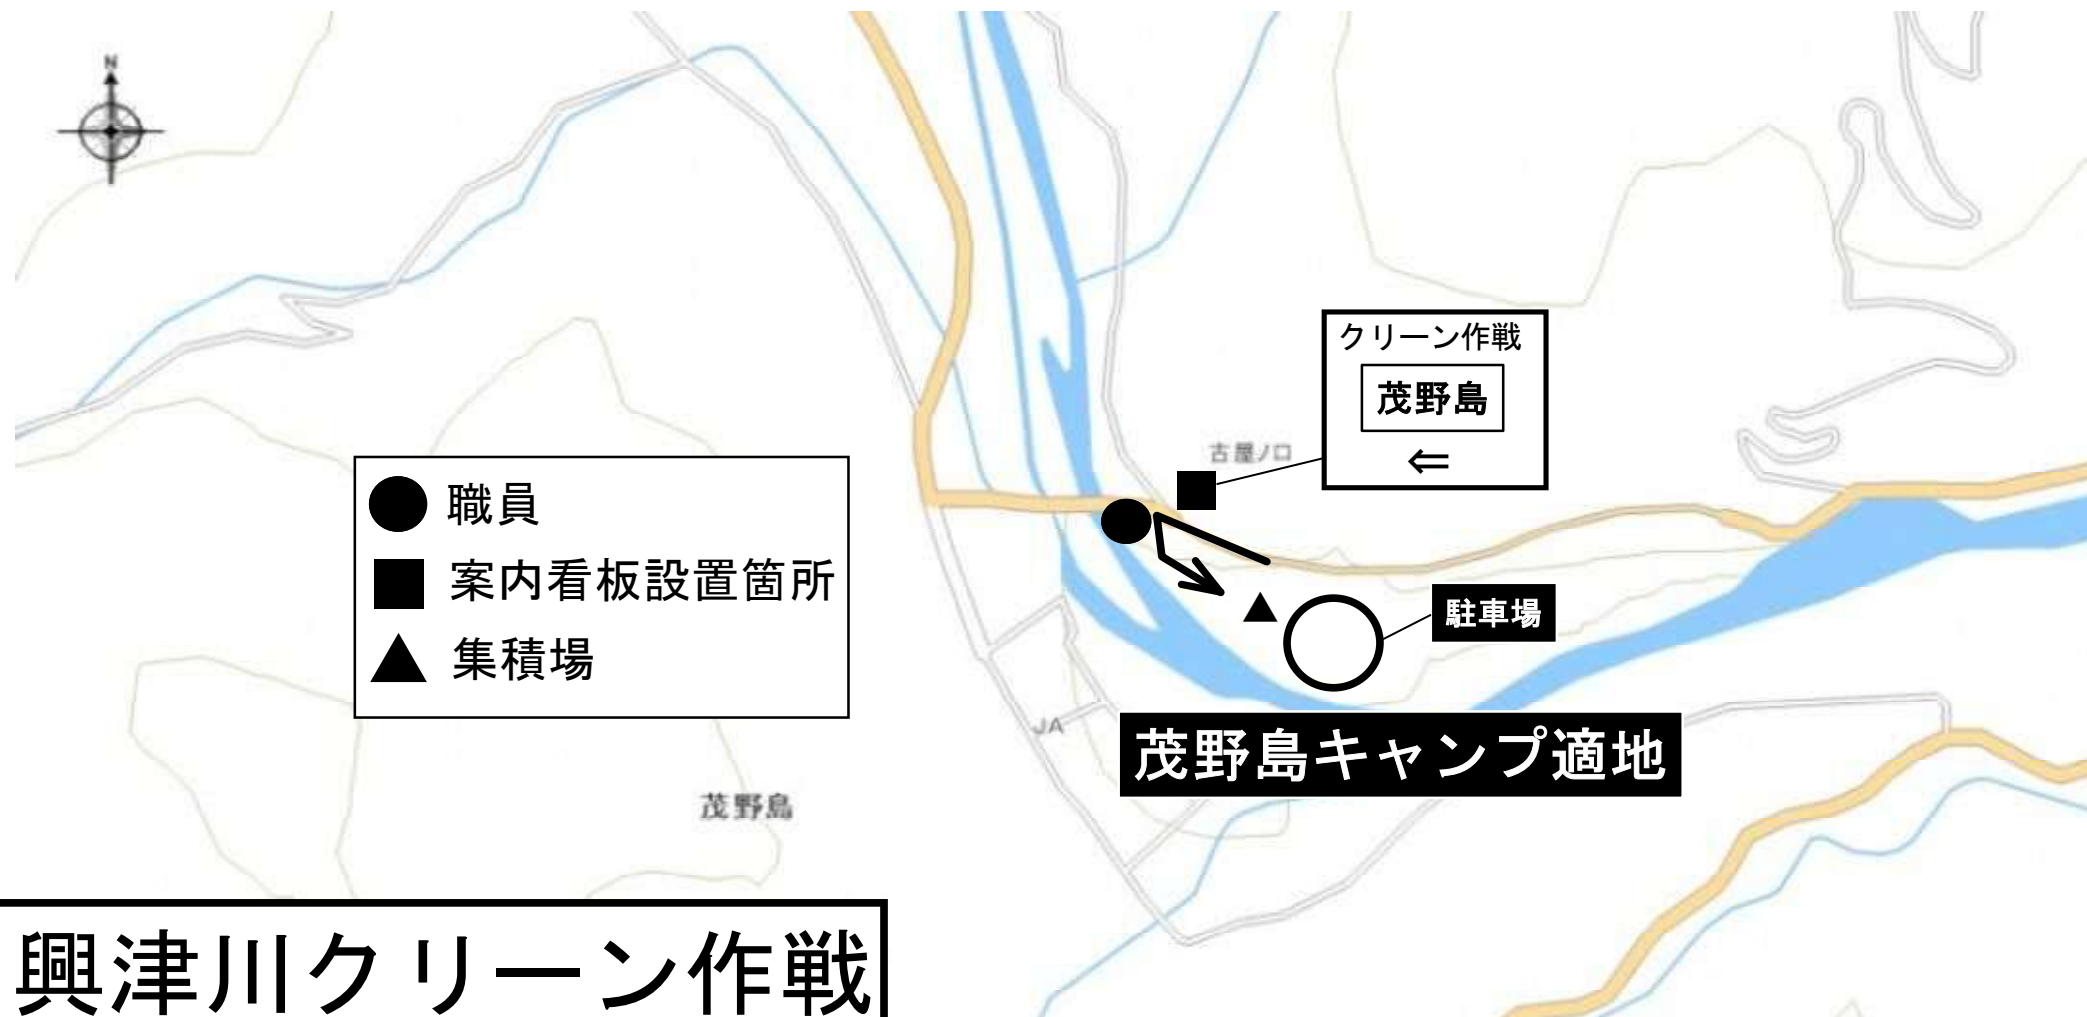 N
クリーン作戦
茂野島
⇐
古屋ノ口
職員
案内看板設置箇所
集積場
駐車場
JA
茂野島キャンプ適地
茂野島
興津川クリーン作戦